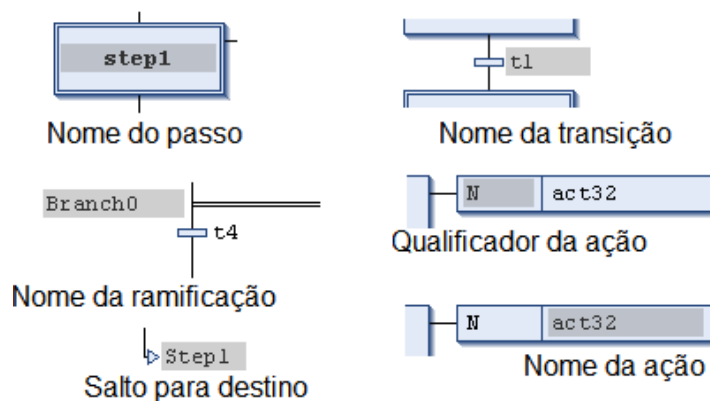 step1
Nome do passo
t1
Nome da transição
Branch0
t4
Nome da ramificação
N act32
Qualificador da ação
Step1
Salto para destino
N act32
Nome da ação